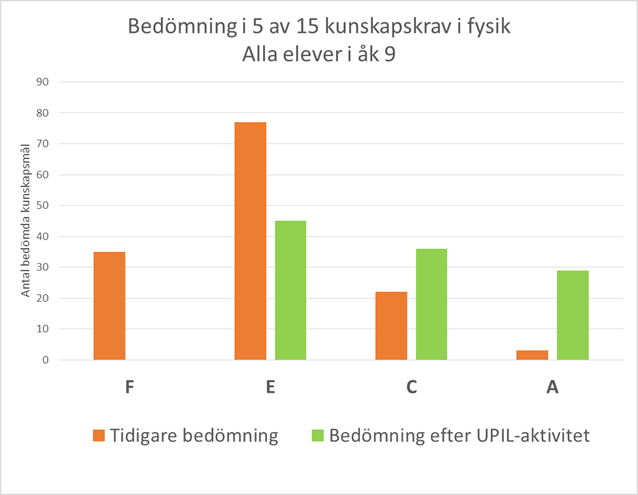 Bedömning i 5 av 15 kunskapskrav i fysik
Alla elever i åk 9
Antal bedömda kunskapsmål
90
80
70
60
50
40
30
20
10
0
F E C A
Tidigare bedömning Bedömning efter UPIL-aktivitet